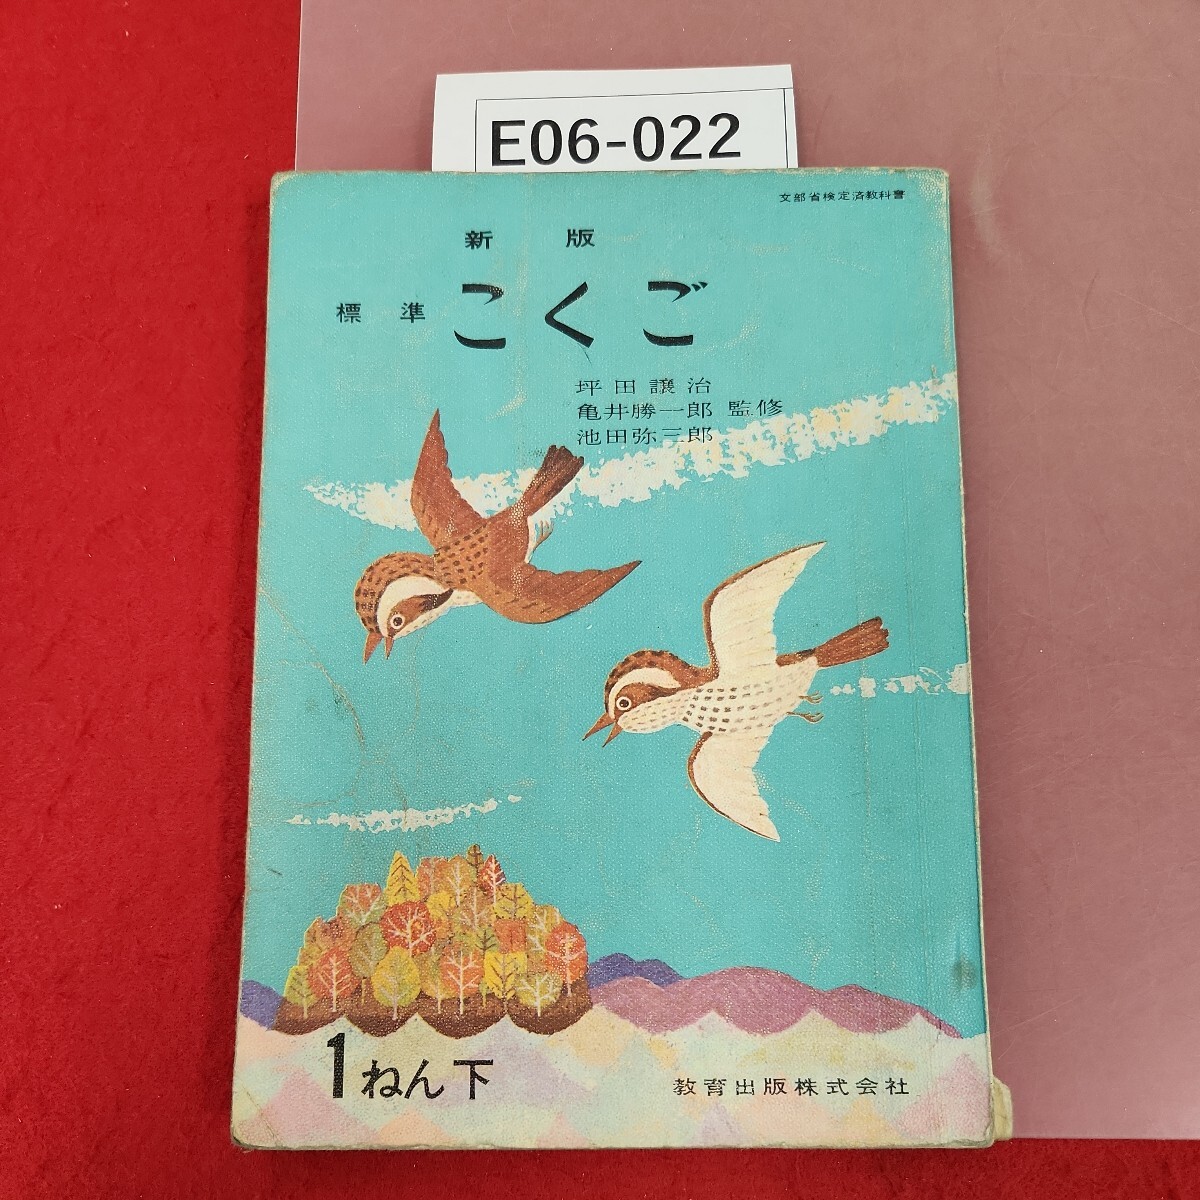 E06-022
文部省検定済教科書
新版
標準 こくご
坪田譲治
亀井勝一郎 監修
池田弥三郎
1ねん下
教育出版株式会社